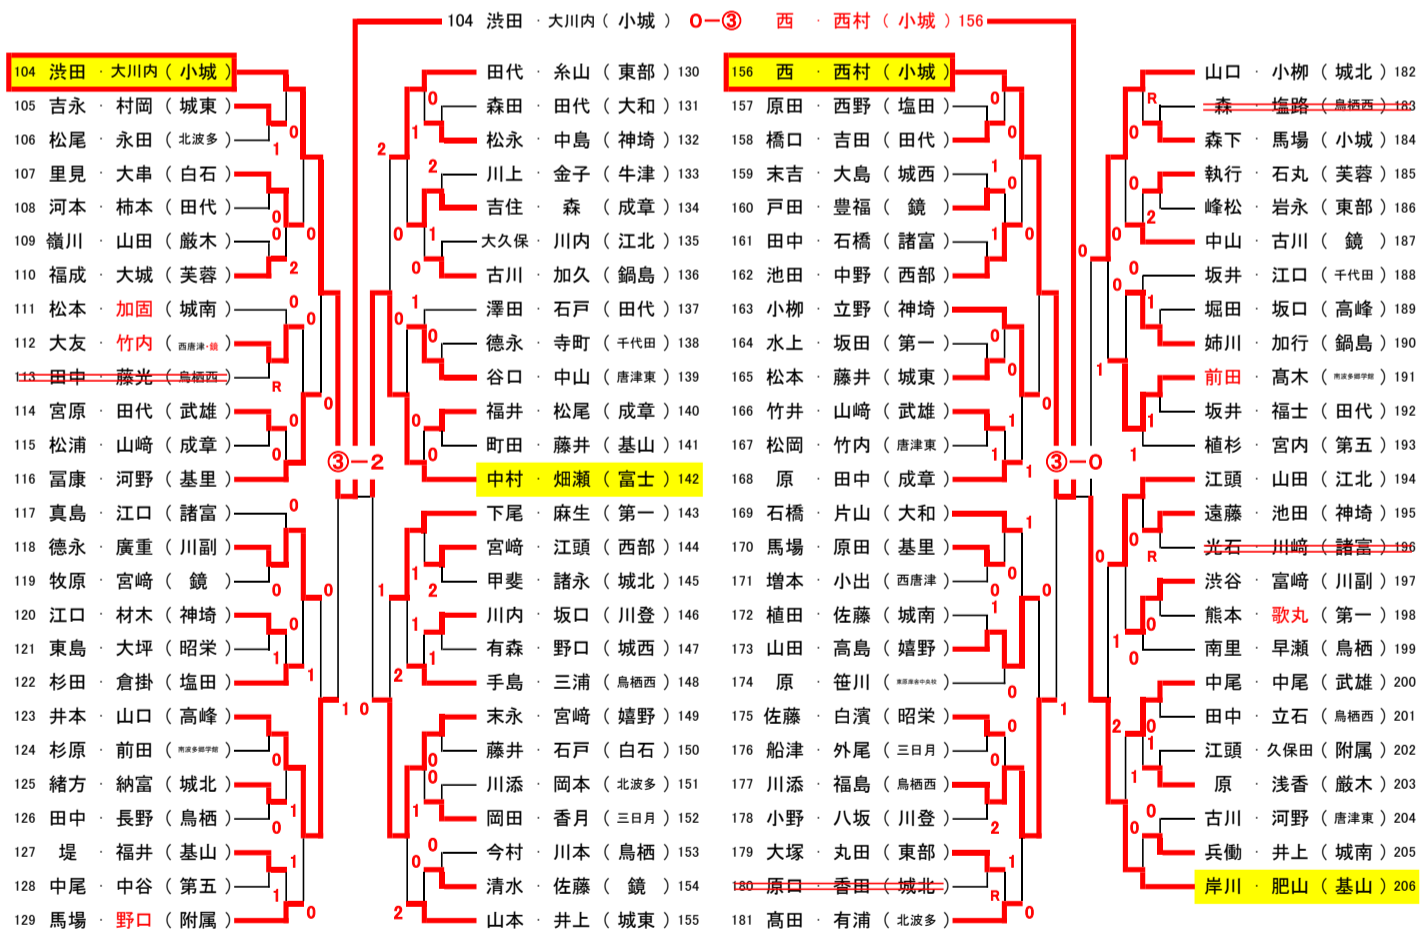 104 渋田 · 大川内 ( 小城 ) 0-③ 西 · 西村 ( 小城 ) 156
104 渋田 · 大川内 ( 小城 )
105 吉永 · 村岡 ( 城東 )
106 松尾 · 永田 ( 北波多 )
107 里見 · 大串 ( 白石 )
108 河本 · 柿本 ( 田代 )
109 嶺川 · 山田 ( 厳木 )
110 福成 · 大城 ( 芙蓉 )
111 松本 · 加固 ( 城南 )
112 大友 · 竹内 ( 西唐津・鏡 )
113 田中 · 藤光 ( 鳥栖西 )
114 宮原 · 田代 ( 武雄 )
115 松浦 · 山﨑 ( 成章 )
116 冨康 · 河野 ( 基里 )
117 真島 · 江口 ( 諸富 )
118 德永 · 廣重 ( 川副 )
119 牧原 · 宮﨑 ( 鏡 )
120 江口 · 材木 ( 神埼 )
121 東島 · 大坪 ( 昭栄 )
122 杉田 · 倉掛 ( 塩田 )
123 井本 · 山口 ( 高峰 )
124 杉原 · 前田 ( 南波多郷学館 )
125 緒方 · 納富 ( 城北 )
126 田中 · 長野 ( 鳥栖 )
127 堤 · 福井 ( 基山 )
128 中尾 · 中谷 ( 第五 )
129 馬場 · 野口 ( 附属 )
田代 · 糸山 ( 東部 ) 130
森田 · 田代 ( 大和 ) 131
松永 · 中島 ( 神埼 ) 132
川上 · 金子 ( 牛津 ) 133
吉住 · 森 ( 成章 ) 134
大久保 · 川内 ( 江北 ) 135
古川 · 加久 ( 鍋島 ) 136
澤田 · 石戸 ( 田代 ) 137
德永 · 寺町 ( 千代田 ) 138
谷口 · 中山 ( 唐津東 ) 139
福井 · 松尾 ( 成章 ) 140
町田 · 藤井 ( 基山 ) 141
中村 · 畑瀬 ( 富士 ) 142
下尾 · 麻生 ( 第一 ) 143
宮﨑 · 江頭 ( 西部 ) 144
甲斐 · 諸永 ( 城北 ) 145
川内 · 坂口 ( 川登 ) 146
有森 · 野口 ( 城西 ) 147
手島 · 三浦 ( 鳥栖西 ) 148
末永 · 宮﨑 ( 嬉野 ) 149
藤井 · 石戸 ( 白石 ) 150
川添 · 岡本 ( 北波多 ) 151
岡田 · 香月 ( 三日月 ) 152
今村 · 川本 ( 鳥栖 ) 153
清水 · 佐藤 ( 鏡 ) 154
山本 · 井上 ( 城東 ) 155
③-2
156 西 · 西村 ( 小城 )
157 原田 · 西野 ( 塩田 )
158 橋口 · 吉田 ( 田代 )
159 末吉 · 大島 ( 城西 )
160 戸田 · 豊福 ( 鏡 )
161 田中 · 石橋 ( 諸富 )
162 池田 · 中野 ( 西部 )
163 小栁 · 立野 ( 神埼 )
164 水上 · 坂田 ( 第一 )
165 松本 · 藤井 ( 城東 )
166 竹井 · 山﨑 ( 武雄 )
167 松岡 · 竹内 ( 唐津東 )
168 原 · 田中 ( 成章 )
169 石橋 · 片山 ( 大和 )
170 馬場 · 原田 ( 基里 )
171 増本 · 小出 ( 西唐津 )
172 植田 · 佐藤 ( 城南 )
173 山田 · 高島 ( 嬉野 )
174 原 · 笹川
175 佐藤 · 白濱 ( 昭栄 )
176 船津 · 外尾 ( 三日月 )
177 川添 · 福島 ( 鳥栖西 )
178 小野 · 八坂 ( 川登 )
179 大塚 · 丸田 ( 東部 )
180 原口 · 香田 ( 城北 )
181 髙田 · 有浦 ( 北波多 )
山口 · 小栁 ( 城北 ) 182
森 · 塩路 ( 鳥栖西 ) 183
森下 · 馬場 ( 小城 ) 184
執行 · 石丸 ( 芙蓉 ) 185
峰松 · 岩永 ( 東部 ) 186
中山 · 古川 ( 鏡 ) 187
坂井 · 江口 ( 千代田 ) 188
堀田 · 坂口 ( 高峰 ) 189
姉川 · 加行 ( 鍋島 ) 190
前田 · 髙木 ( 南波多郷学館 ) 191
坂井 · 福士 ( 田代 ) 192
植杉 · 宮内 ( 第五 ) 193
江頭 · 山田 ( 江北 ) 194
遠藤 · 池田 ( 神埼 ) 195
光石 · 川﨑 ( 諸富 ) 196
渋谷 · 富﨑 ( 川副 ) 197
熊本 · 歌丸 ( 第一 ) 198
南里 · 早瀬 ( 鳥栖 ) 199
中尾 · 中尾 ( 武雄 ) 200
田中 · 立石 ( 鳥栖西 ) 201
江頭 · 久保田 ( 附属 ) 202
原 · 浅香 ( 厳木 ) 203
古川 · 河野 ( 唐津東 ) 204
兵働 · 井上 ( 城南 ) 205
岸川 · 肥山 ( 基山 ) 206
③-0